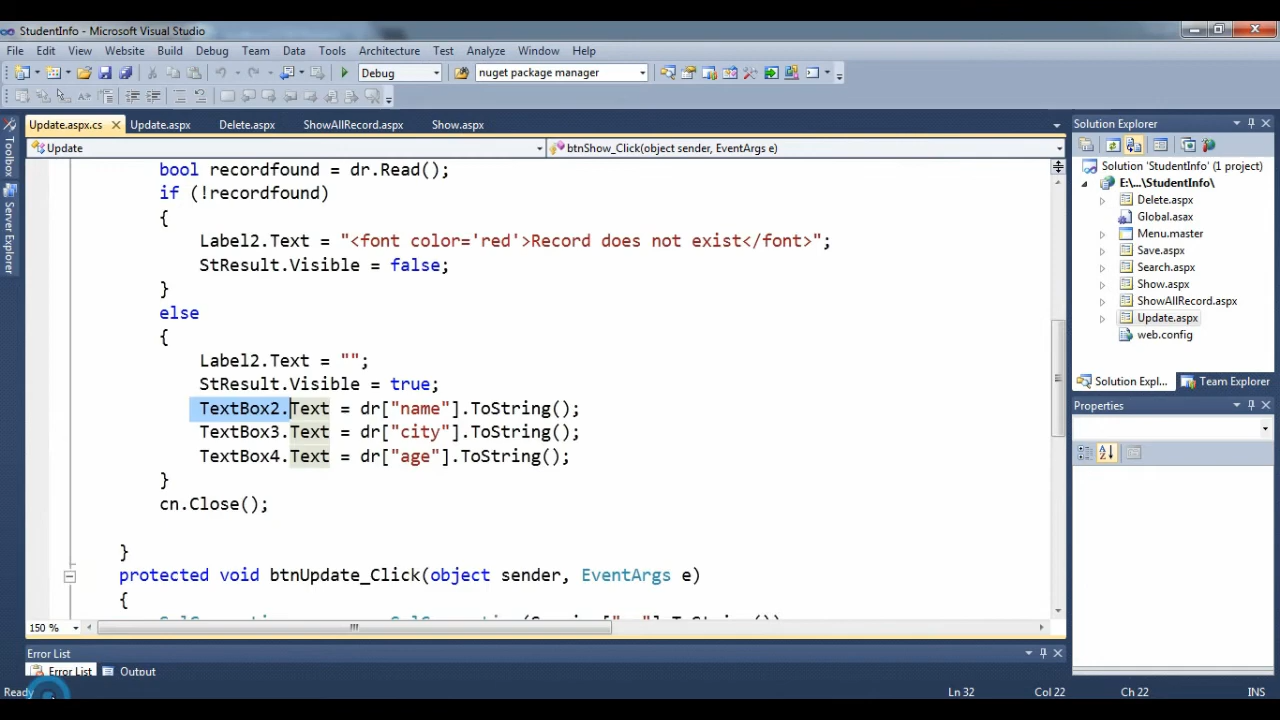 StudentInfo - Microsoft Visual Studio
File Edit View Website Build Debug Team Data Tools Architecture Test Analyze Window Help
Debug nuget package manager
Update.aspx.cs Update.aspx Delete.aspx ShowAllRecord.aspx Show.aspx
Update btnShow_Click(object sender, EventArgs e)
Toolbox
Server Explorer
bool recordfound = dr.Read();
if (!recordfound)
{
Label2.Text = "<font color='red'>Record does not exist</font>";
StResult.Visible = false;
}
else
{
Label2.Text = "";
StResult.Visible = true;
TextBox2.Text = dr["name"].ToString();
TextBox3.Text = dr["city"].ToString();
TextBox4.Text = dr["age"].ToString();
}
cn.Close();
}
protected void btnUpdate_Click(object sender, EventArgs e)
{
150 %
Solution Explorer
Solution 'StudentInfo' (1 project)
E:\...\StudentInfo\
Delete.aspx
Global.asax
Menu.master
Save.aspx
Search.aspx
Show.aspx
ShowAllRecord.aspx
Update.aspx
web.config
Solution Expl... Team Explorer
Properties
Error List
Error List Output
Ready Ln 32 Col 22 Ch 22 INS